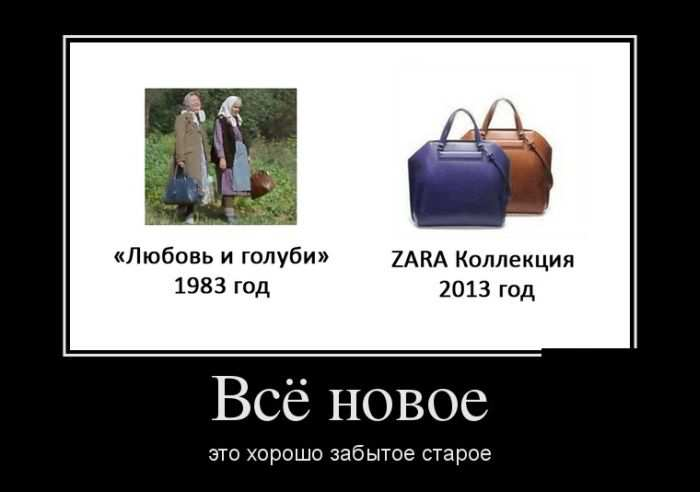 «Любовь и голуби»
1983 год
ZARA Коллекция
2013 год
Всё новое
это хорошо забытое старое